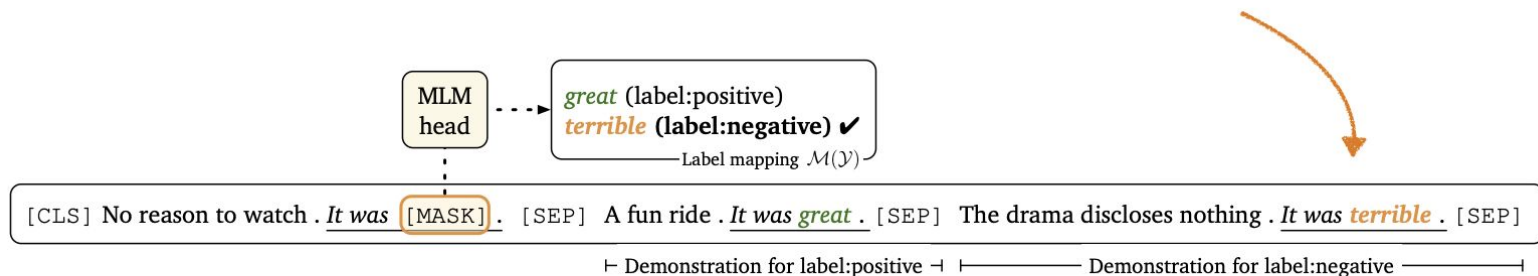 MLM
head
great (label:positive)
terrible (label:negative) ✔
Label mapping ℳ(𝒴)
[CLS] No reason to watch . It was [MASK] . [SEP] A fun ride . It was great . [SEP] The drama discloses nothing . It was terrible . [SEP]
Demonstration for label:positive
Demonstration for label:negative